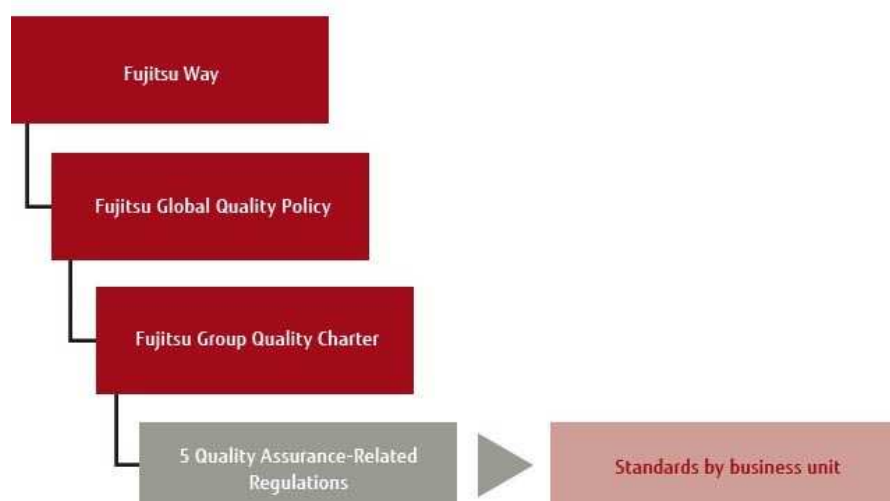 Fujitsu Way
Fujitsu Global Quality Policy
Fujitsu Group Quality Charter
5 Quality Assurance-Related
Regulations
Standards by business unit